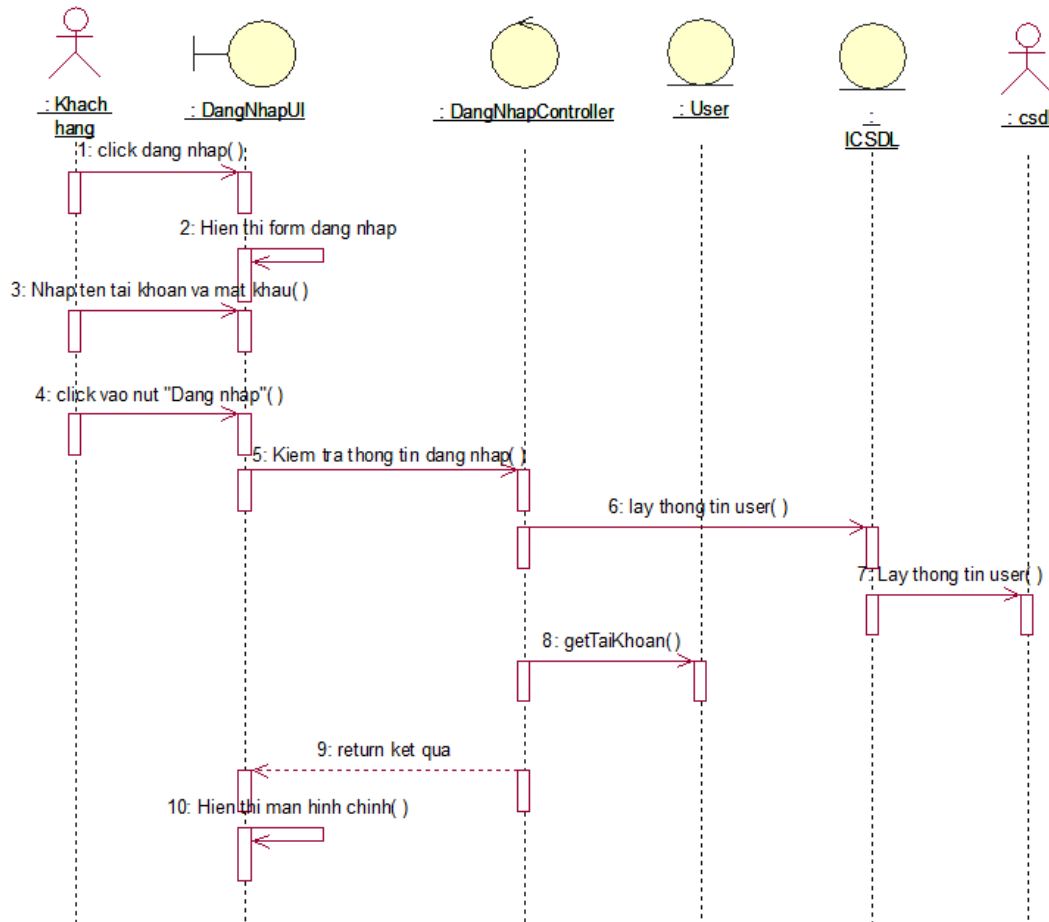 : Khach
hang
: DangNhapUI
: DangNhapController
: User
:
ICSDL
: csdl
1: click dang nhap( )
2: Hien thi form dang nhap
3: Nhap ten tai khoan va mat khau( )
4: click vao nut "Dang nhap"( )
5: Kiem tra thong tin dang nhap( )
6: lay thong tin user( )
7: Lay thong tin user( )
8: getTaiKhoan()
9: return ket qua
10: Hien thi man hinh chinh( )